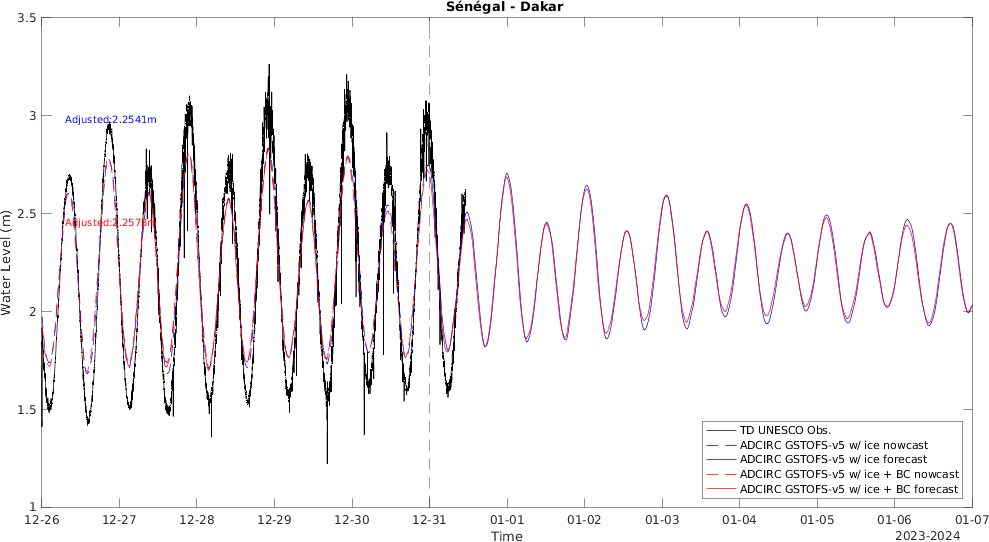 Sénégal - Dakar
3.5
3
2.5
2
1.5
1
Water Level (m)
Adjusted:2.2541m
Adjusted:2.2578m
TD UNESCO Obs.
ADCIRC GSTOFS-v5 w/ ice nowcast
ADCIRC GSTOFS-v5 w/ ice forecast
ADCIRC GSTOFS-v5 w/ ice + BC nowcast
ADCIRC GSTOFS-v5 w/ ice + BC forecast
12-26 12-27 12-28 12-29 12-30 12-31 01-01 01-02 01-03 01-04 01-05 01-06 01-07
Time
2023-2024